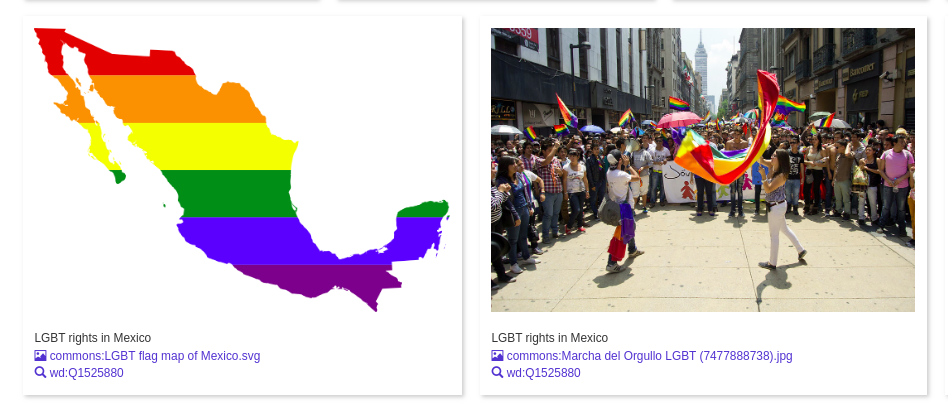 LGBT rights in Mexico
commons:LGBT flag map of Mexico.svg
wd:Q1525880
LGBT rights in Mexico
commons:Marcha del Orgullo LGBT (7477888738).jpg
wd:Q1525880